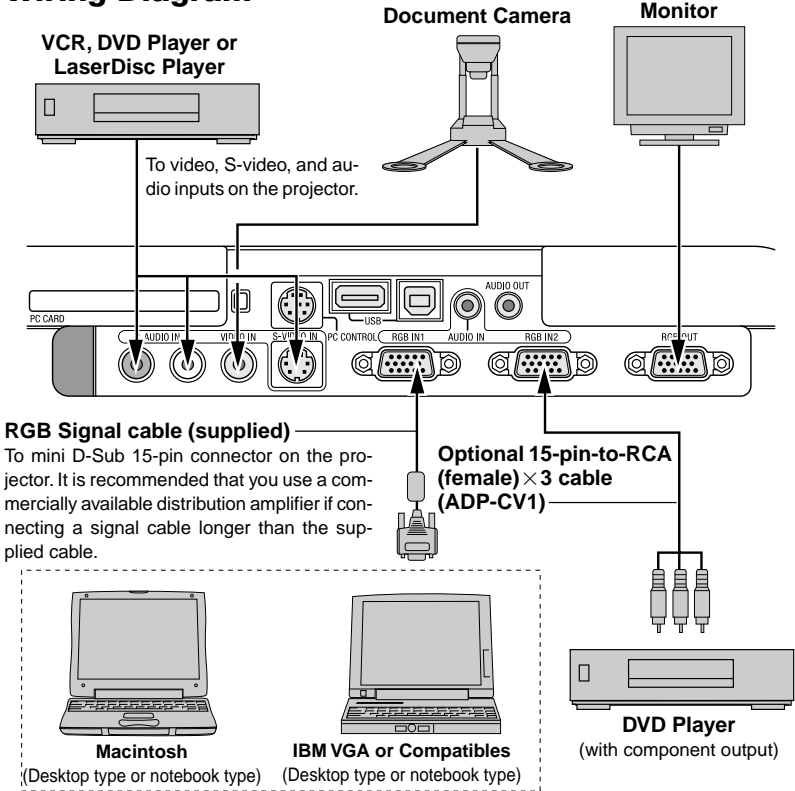 Wiring Diagram
Document Camera
Monitor
VCR, DVD Player or
LaserDisc Player
To video, S-video, and au-
dio inputs on the projector.
AUDIO OUT
USB
PC CARD
AUDIO IN
VIDEO IN
S-VIDEO IN
PC CONTROL
RGB IN1
AUDIO IN
RGB IN2
RGB OUT
RGB Signal cable (supplied)
To mini D-Sub 15-pin connector on the pro-
jector. It is recommended that you use a com-
mercially available distribution amplifier if con-
necting a signal cable longer than the sup-
plied cable.
Optional 15-pin-to-RCA
(female)×3 cable
(ADP-CV1)
Macintosh
(Desktop type or notebook type)
IBM VGA or Compatibles
(Desktop type or notebook type)
DVD Player
(with component output)